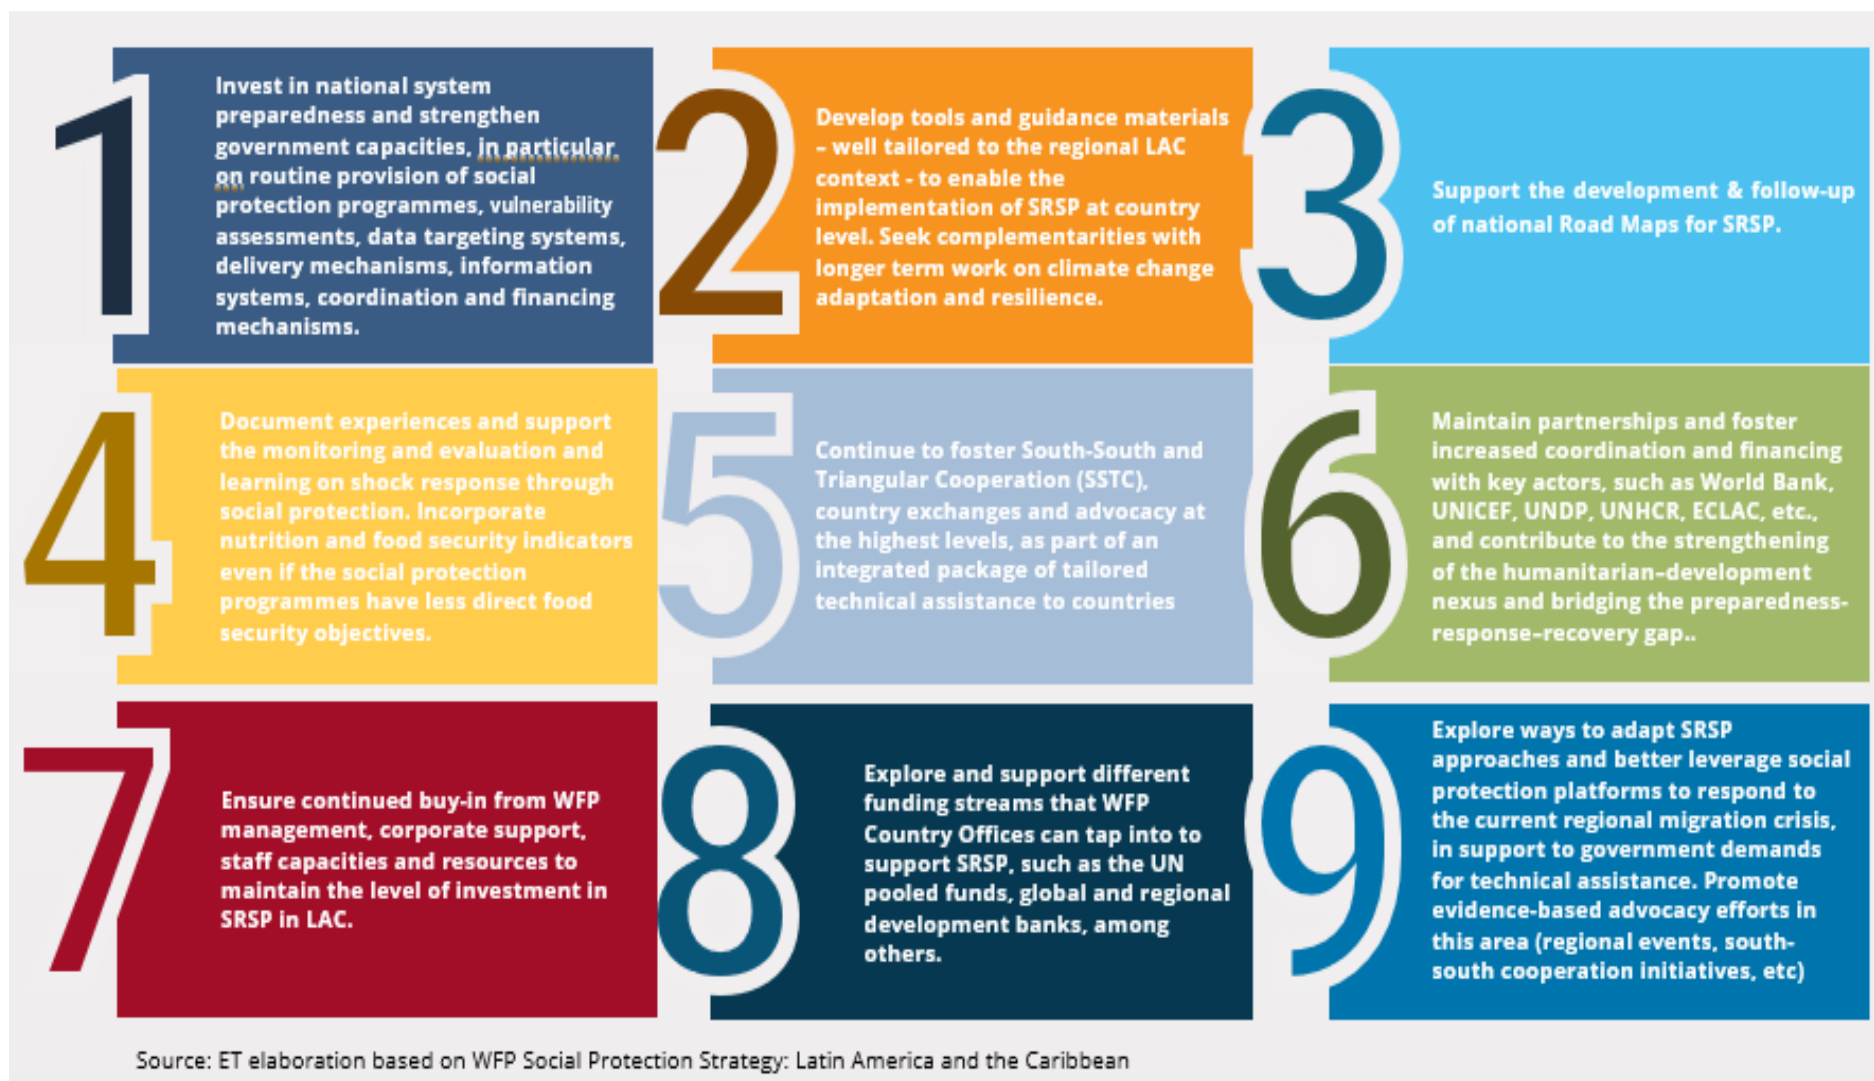 1
Invest in national system
preparedness and strengthen
government capacities, in particular
on routine provision of social
protection programmes, vulnerability
assessments, data targeting systems,
delivery mechanisms, information
systems, coordination and financing
mechanisms.
2
Develop tools and guidance materials
– well tailored to the regional LAC
context - to enable the
implementation of SRSP at country
level. Seek complementarities with
longer term work on climate change
adaptation and resilience.
3
Support the development & follow-up
of national Road Maps for SRSP.
4
Document experiences and support
the monitoring and evaluation and
learning on shock response through
social protection. Incorporate
nutrition and food security indicators
even if the social protection
programmes have less direct food
security objectives.
5
Continue to foster South-South and
Triangular Cooperation (SSTC),
country exchanges and advocacy at
the highest levels, as part of an
integrated package of tailored
technical assistance to countries
6
Maintain partnerships and foster
increased coordination and financing
with key actors, such as World Bank,
UNICEF, UNDP, UNHCR, ECLAC, etc.,
and contribute to the strengthening
of the humanitarian–development
nexus and bridging the preparedness-
response–recovery gap..
7
Ensure continued buy-in from WFP
management, corporate support,
staff capacities and resources to
maintain the level of investment in
SRSP in LAC.
8
Explore and support different
funding streams that WFP
Country Offices can tap into to
support SRSP, such as the UN
pooled funds, global and regional
development banks, among
others.
9
Explore ways to adapt SRSP
approaches and better leverage social
protection platforms to respond to
the current regional migration crisis,
in support to government demands
for technical assistance. Promote
evidence-based advocacy efforts in
this area (regional events, south-
south cooperation initiatives, etc)
Source: ET elaboration based on WFP Social Protection Strategy: Latin America and the Caribbean